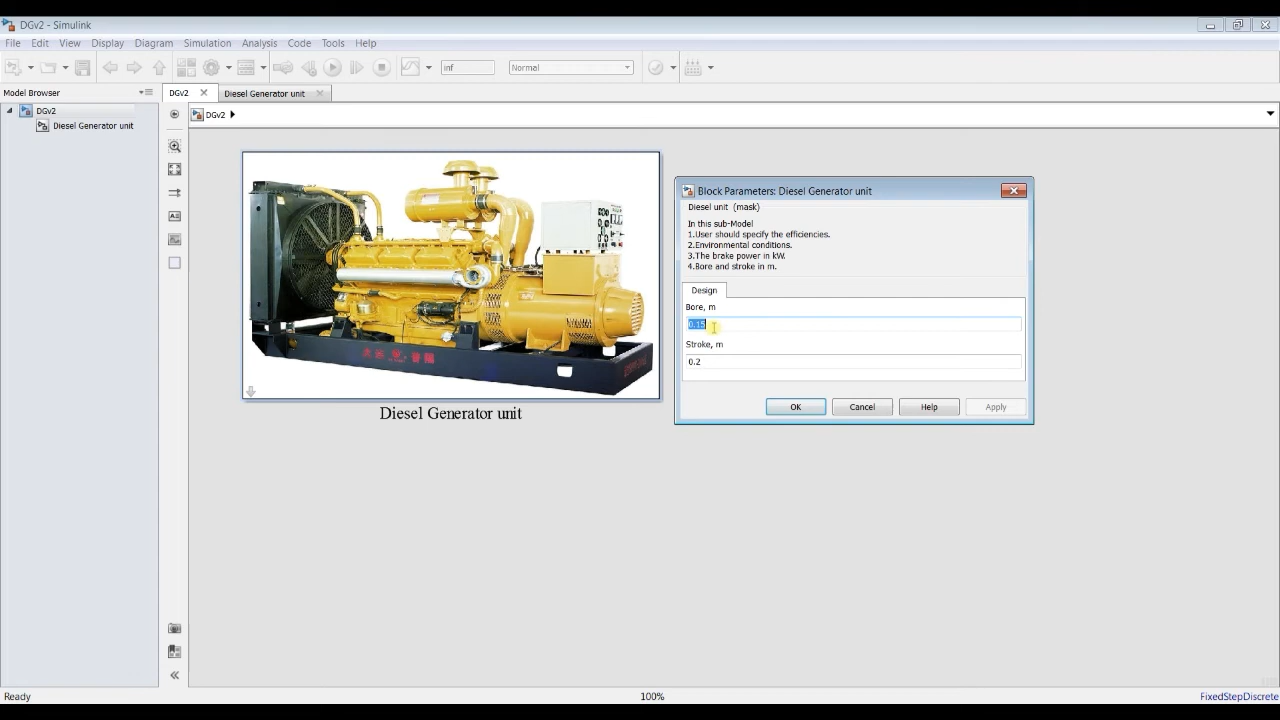 DGv2 - Simulink
File Edit View Display Diagram Simulation Analysis Code Tools Help
inf Normal
Model Browser
DGv2 Diesel Generator unit
DGv2
Diesel Generator unit
DGv2
Diesel Generator unit
Block Parameters: Diesel Generator unit
Diesel unit (mask)
In this sub-Model
1.User should specify the efficiencies.
2.Environmental conditions.
3.The brake power in kW.
4.Bore and stroke in m.
Design
Bore, m
0.15
Stroke, m
0.2
OK Cancel Help Apply
Ready 100% FixedStepDiscrete